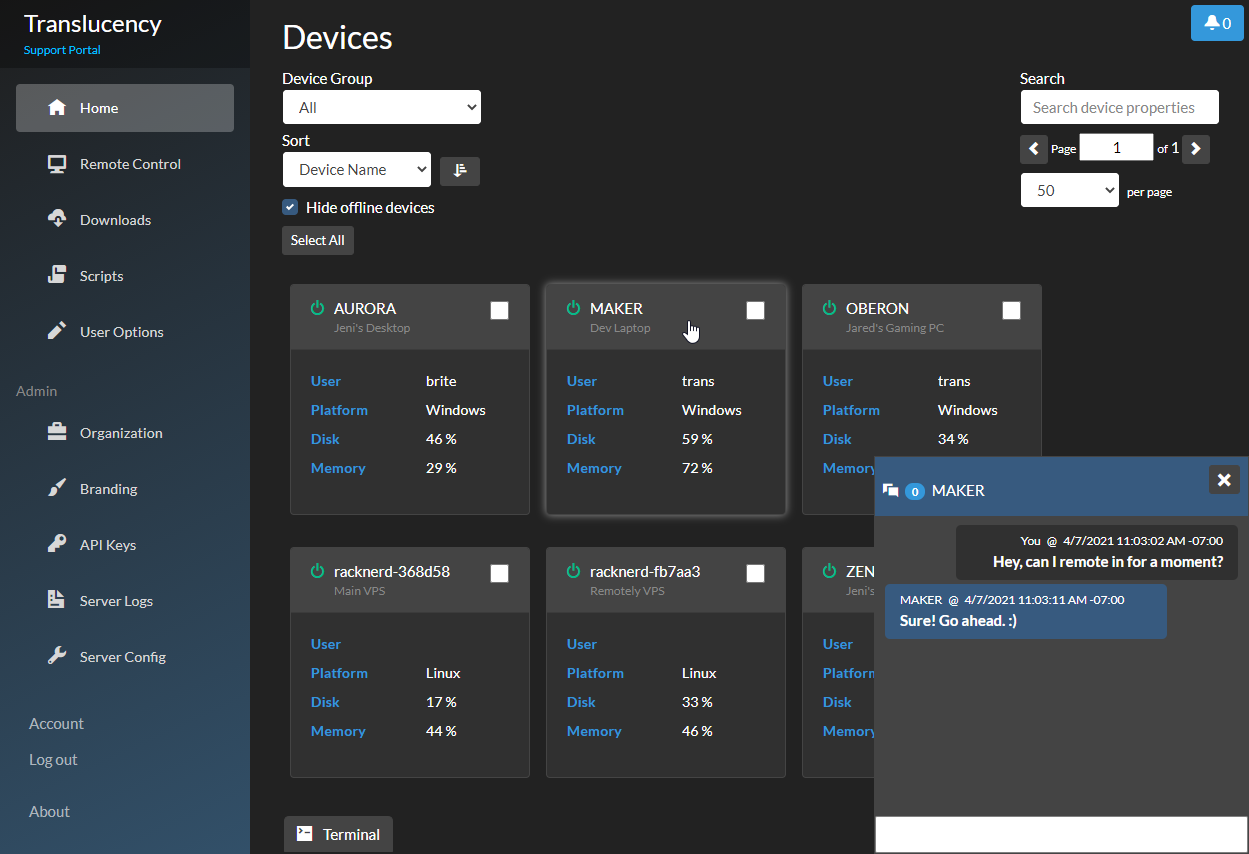 Translucency
Support Portal
Home
Remote Control
Downloads
Scripts
User Options
Admin
Organization
Branding
API Keys
Server Logs
Server Config
Account
Log out
About
0
Devices
Device Group
All
Sort
Device Name
Hide offline devices
Select All
Search
Search device properties
Page 1 of 1
50 per page
AURORA
Jeni's Desktop
User brite
Platform Windows
Disk 46 %
Memory 29 %
MAKER
Dev Laptop
User trans
Platform Windows
Disk 59 %
Memory 72 %
OBERON
Jared's Gaming PC
User trans
Platform Windows
Disk 34 %
Memory
racknerd-368d58
Main VPS
User
Platform Linux
Disk 17 %
Memory 44 %
racknerd-fb7aa3
Remotely VPS
User
Platform Linux
Disk 33 %
Memory 46 %
ZEN
Jeni's
User
Platform
Disk
Memory
0 MAKER
You @ 4/7/2021 11:03:02 AM -07:00
Hey, can I remote in for a moment?
MAKER @ 4/7/2021 11:03:11 AM -07:00
Sure! Go ahead. :)
Terminal